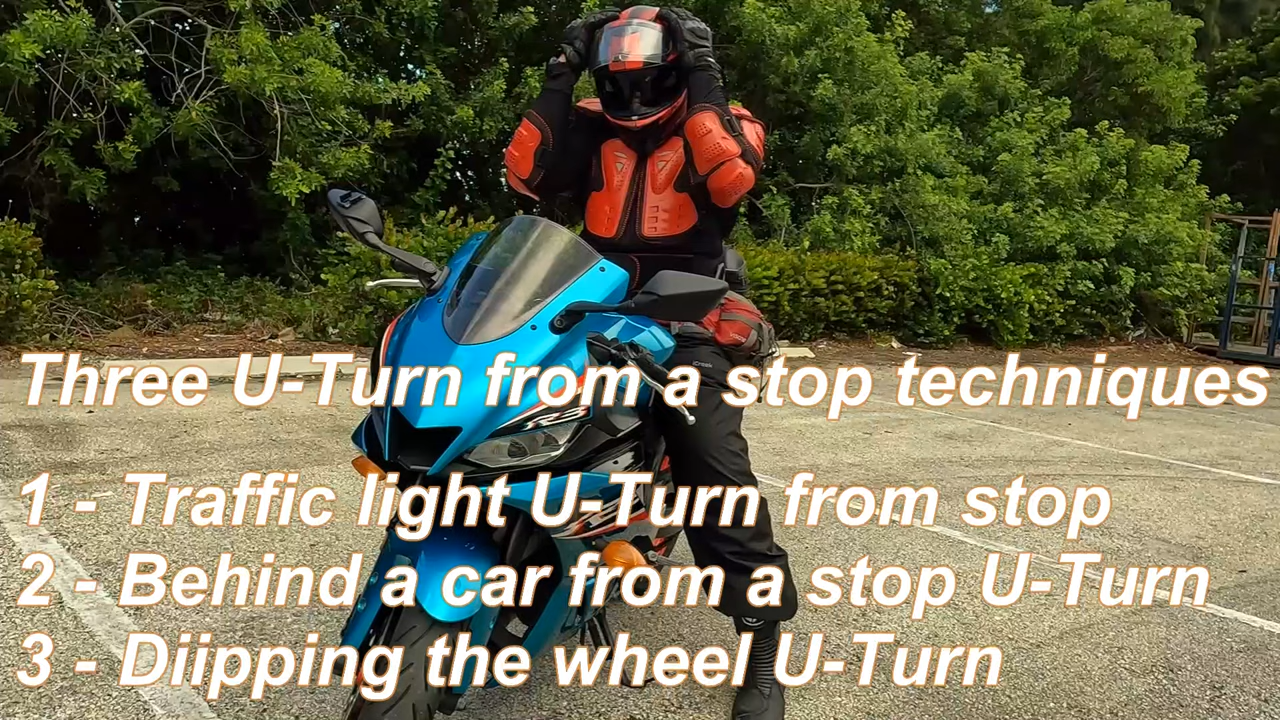 Three U-Turn from a stop techniques
1 - Traffic light U-Turn from stop
2 - Behind a car from a stop U-Turn
3 - Diipping the wheel U-Turn
R3